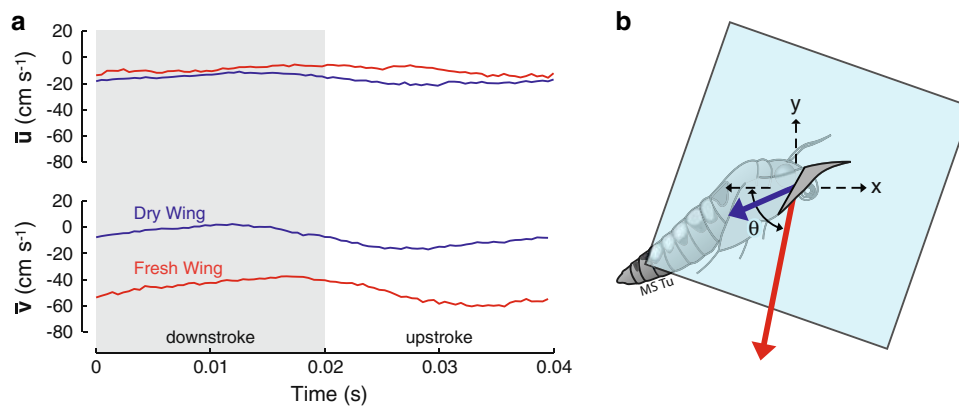 a
20
0
-20
-40
-60
-80
u̅ (cm s⁻¹)
20
0
-20
-40
-60
-80
v̅ (cm s⁻¹)
Dry Wing
Fresh Wing
downstroke
upstroke
0
0.01
0.02
0.03
0.04
Time (s)
b
y
x
θ
MS Tu